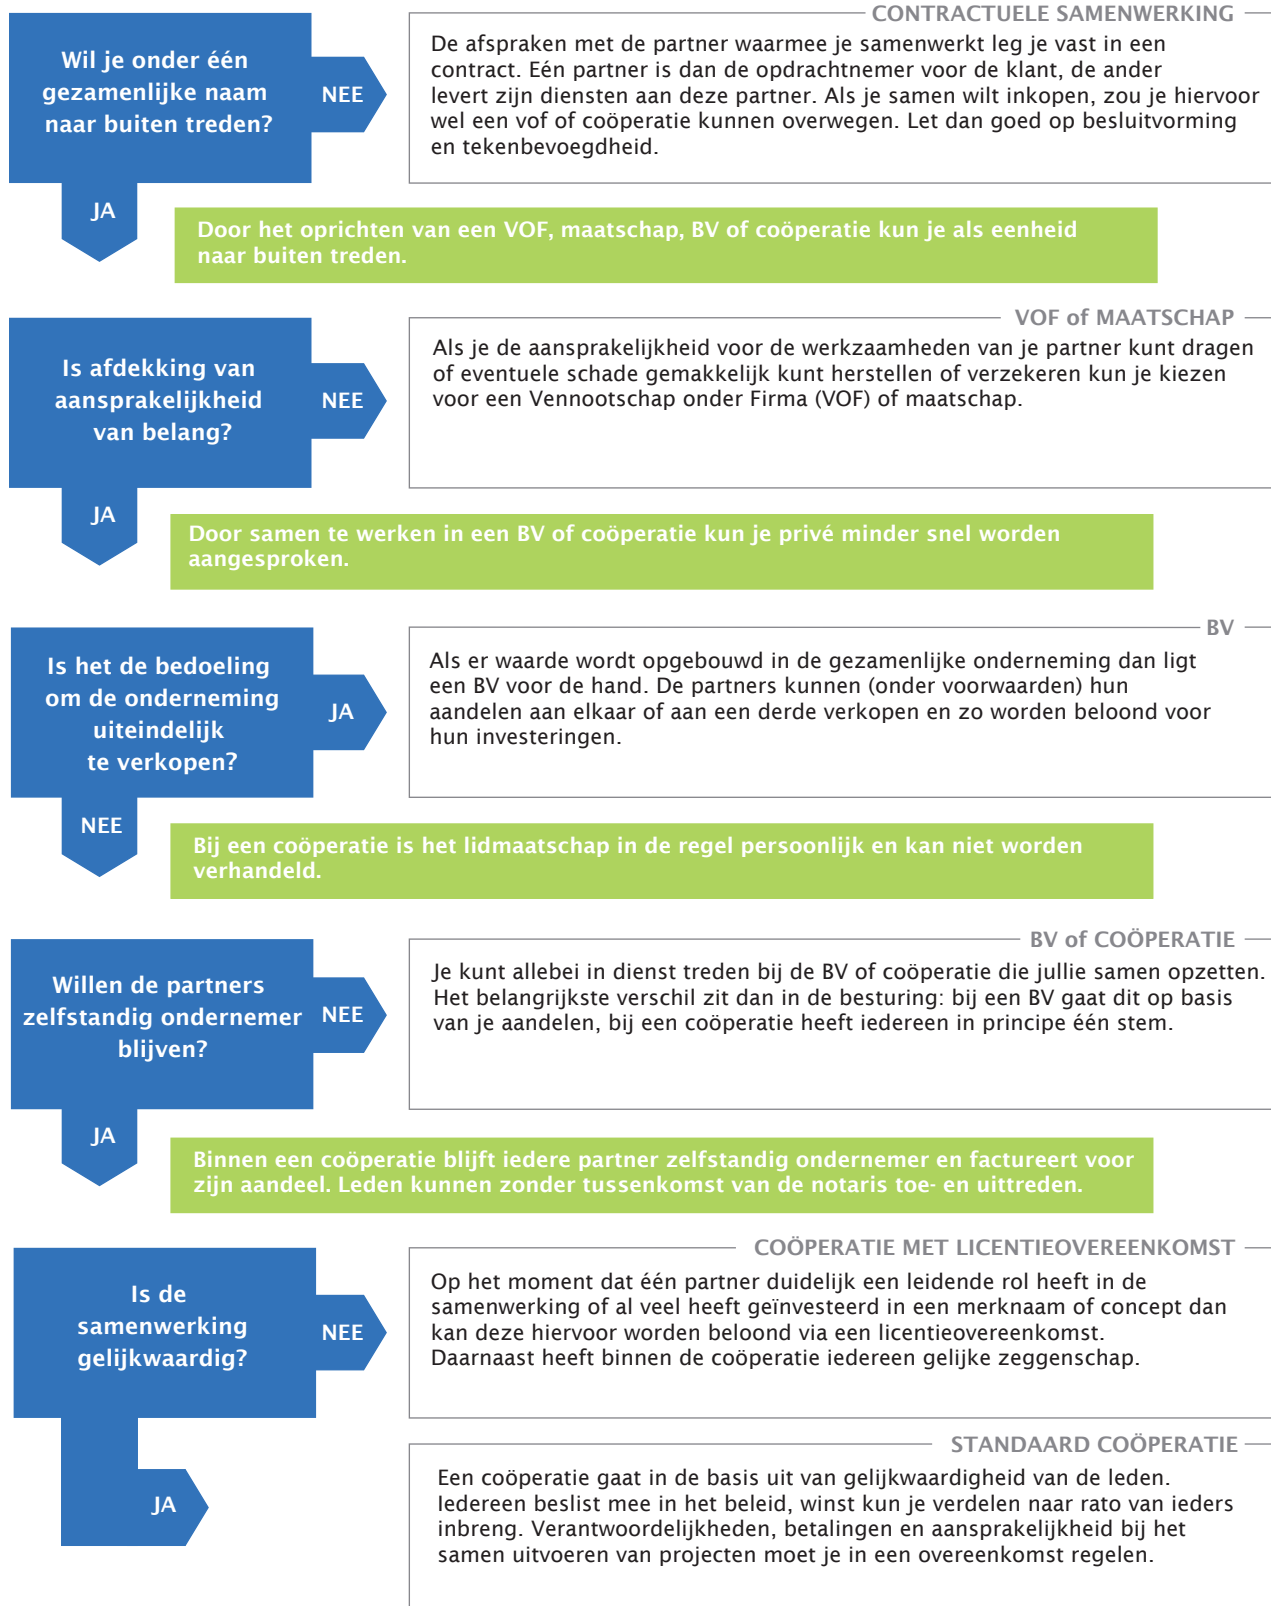 CONTRACTUELE SAMENWERKING
Wil je onder één
gezamenlijke naam
naar buiten treden?
NEE
De afspraken met de partner waarmee je samenwerkt leg je vast in een
contract. Eén partner is dan de opdrachtnemer voor de klant, de ander
levert zijn diensten aan deze partner. Als je samen wilt inkopen, zou je hiervoor
wel een vof of coöperatie kunnen overwegen. Let dan goed op besluitvorming
en tekenbevoegdheid.
JA
Door het oprichten van een VOF, maatschap, BV of coöperatie kun je als eenheid
naar buiten treden.
VOF of MAATSCHAP
Is afdekking van
aansprakelijkheid
van belang?
NEE
Als je de aansprakelijkheid voor de werkzaamheden van je partner kunt dragen
of eventuele schade gemakkelijk kunt herstellen of verzekeren kun je kiezen
voor een Vennootschap onder Firma (VOF) of maatschap.
JA
Door samen te werken in een BV of coöperatie kun je privé minder snel worden
aangesproken.
BV
Is het de bedoeling
om de onderneming
uiteindelijk
te verkopen?
JA
Als er waarde wordt opgebouwd in de gezamenlijke onderneming dan ligt
een BV voor de hand. De partners kunnen (onder voorwaarden) hun
aandelen aan elkaar of aan een derde verkopen en zo worden beloond voor
hun investeringen.
NEE
Bij een coöperatie is het lidmaatschap in de regel persoonlijk en kan niet worden
verhandeld.
BV of COÖPERATIE
Willen de partners
zelfstandig ondernemer
blijven?
NEE
Je kunt allebei in dienst treden bij de BV of coöperatie die jullie samen opzetten.
Het belangrijkste verschil zit dan in de besturing: bij een BV gaat dit op basis
van je aandelen, bij een coöperatie heeft iedereen in principe één stem.
JA
Binnen een coöperatie blijft iedere partner zelfstandig ondernemer en factureert voor
zijn aandeel. Leden kunnen zonder tussenkomst van de notaris toe- en uittreden.
COÖPERATIE MET LICENTIEOVEREENKOMST
Is de
samenwerking
gelijkwaardig?
NEE
Op het moment dat één partner duidelijk een leidende rol heeft in de
samenwerking of al veel heeft geïnvesteerd in een merknaam of concept dan
kan deze hiervoor worden beloond via een licentieovereenkomst.
Daarnaast heeft binnen de coöperatie iedereen gelijke zeggenschap.
STANDAARD COÖPERATIE
JA
Een coöperatie gaat in de basis uit van gelijkwaardigheid van de leden.
Iedereen beslist mee in het beleid, winst kun je verdelen naar rato van ieders
inbreng. Verantwoordelijkheden, betalingen en aansprakelijkheid bij het
samen uitvoeren van projecten moet je in een overeenkomst regelen.